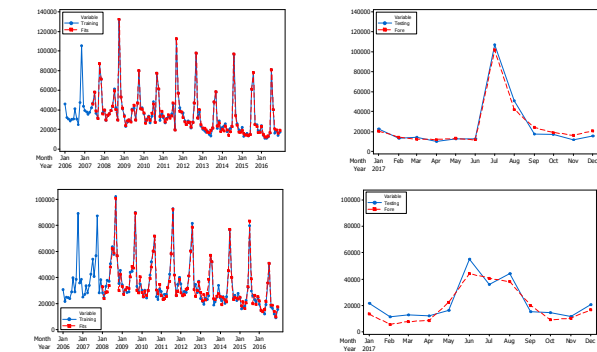 140000
120000
100000
80000
60000
40000
20000
0
Variable
Training
Fits
Month Jan Jan Jan Jan Jan Jan Jan Jan Jan Jan Jan
Year 2006 2007 2008 2009 2010 2011 2012 2013 2014 2015 2016
140000
120000
100000
80000
60000
40000
20000
0
Variable
Testing
Fore
Month Jan Feb Mar Apr May Jun Jul Aug Sep Oct Nov Dec
Year 2017
100000
80000
60000
40000
20000
0
Variable
Training
Fits
Month Jan Jan Jan Jan Jan Jan Jan Jan Jan Jan Jan
Year 2006 2007 2008 2009 2010 2011 2012 2013 2014 2015 2016
100000
80000
60000
40000
20000
0
Variable
Testing
Fore
Month Jan Feb Mar Apr May Jun Jul Aug Sep Oct Nov Dec
Year 2017